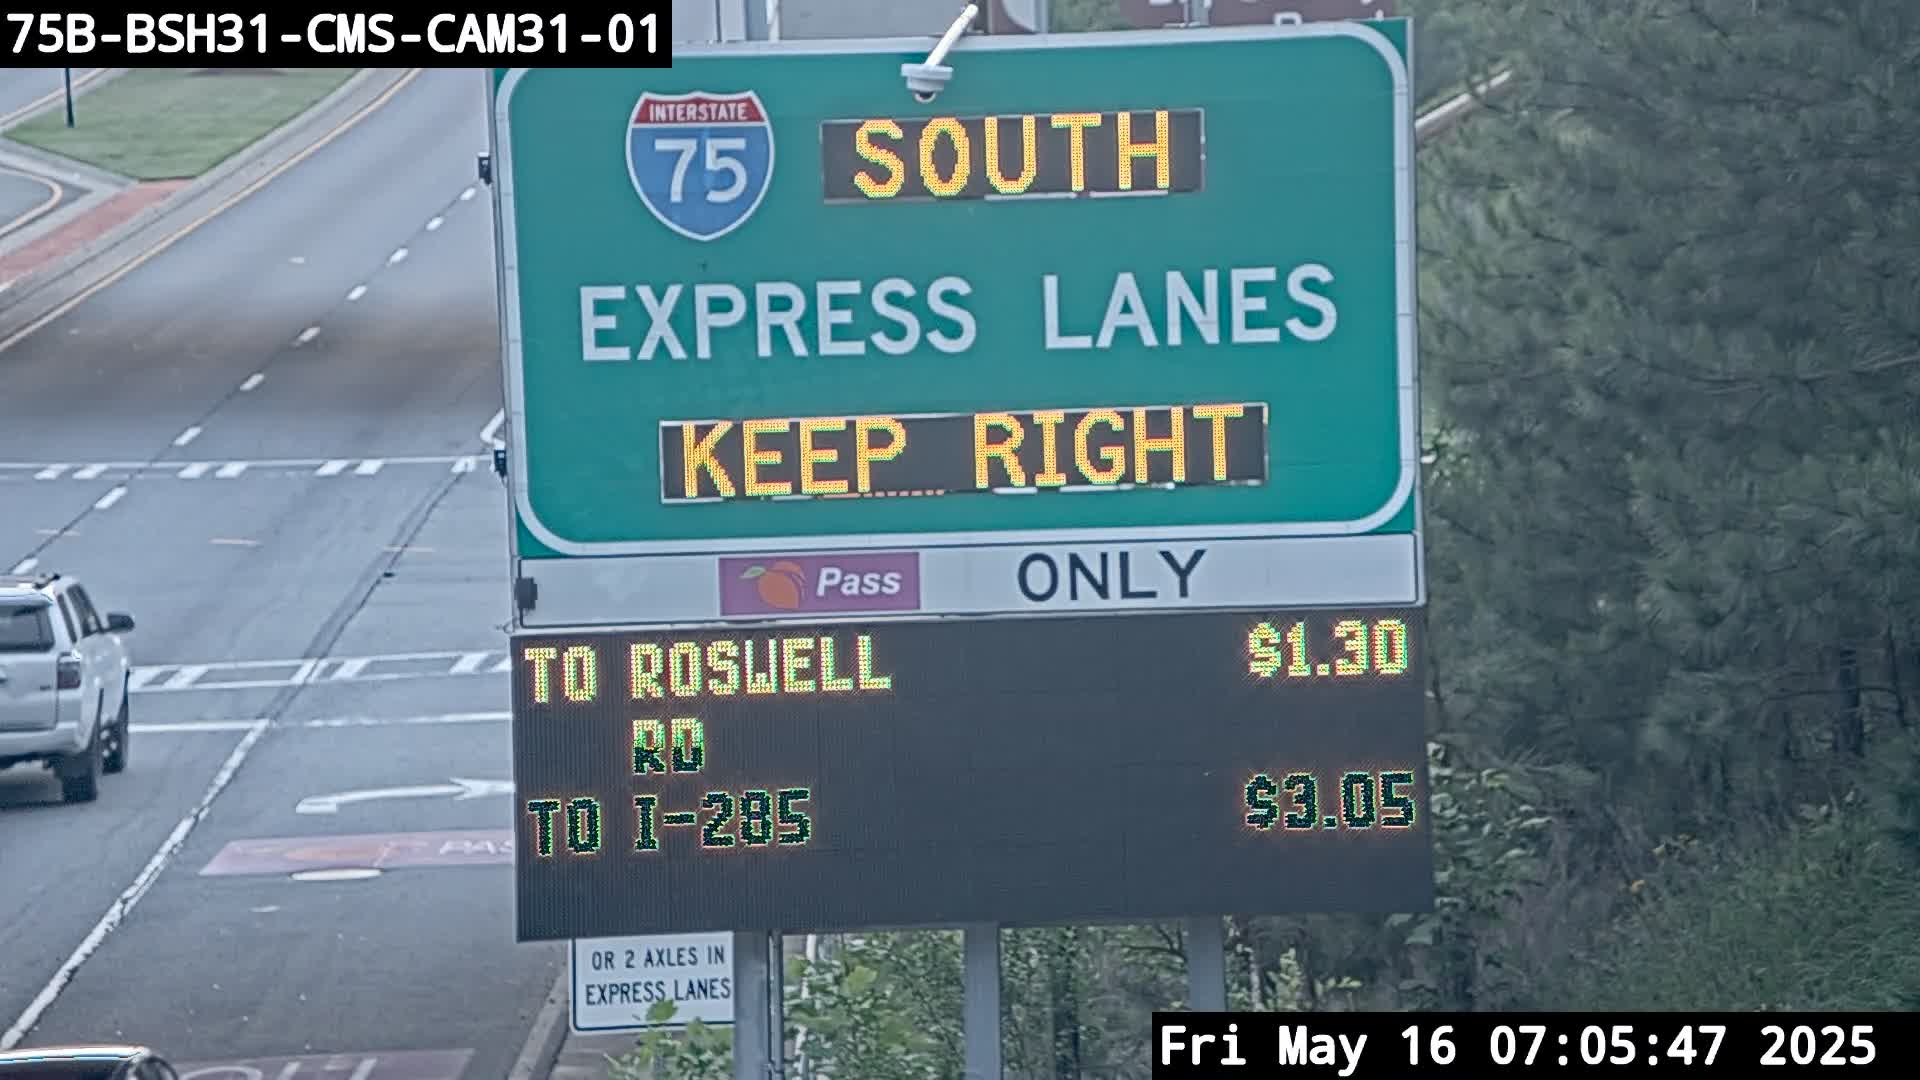 75B-BSH31-CMS-CAM31-01
INTERSTATE
75
SOUTH
EXPRESS LANES
KEEP RIGHT
Pass ONLY
TO ROSWELL $1.30
RD
TO I-285 $3.05
OR 2 AXLES IN
EXPRESS LANES
Fri May 16 07:05:47 2025